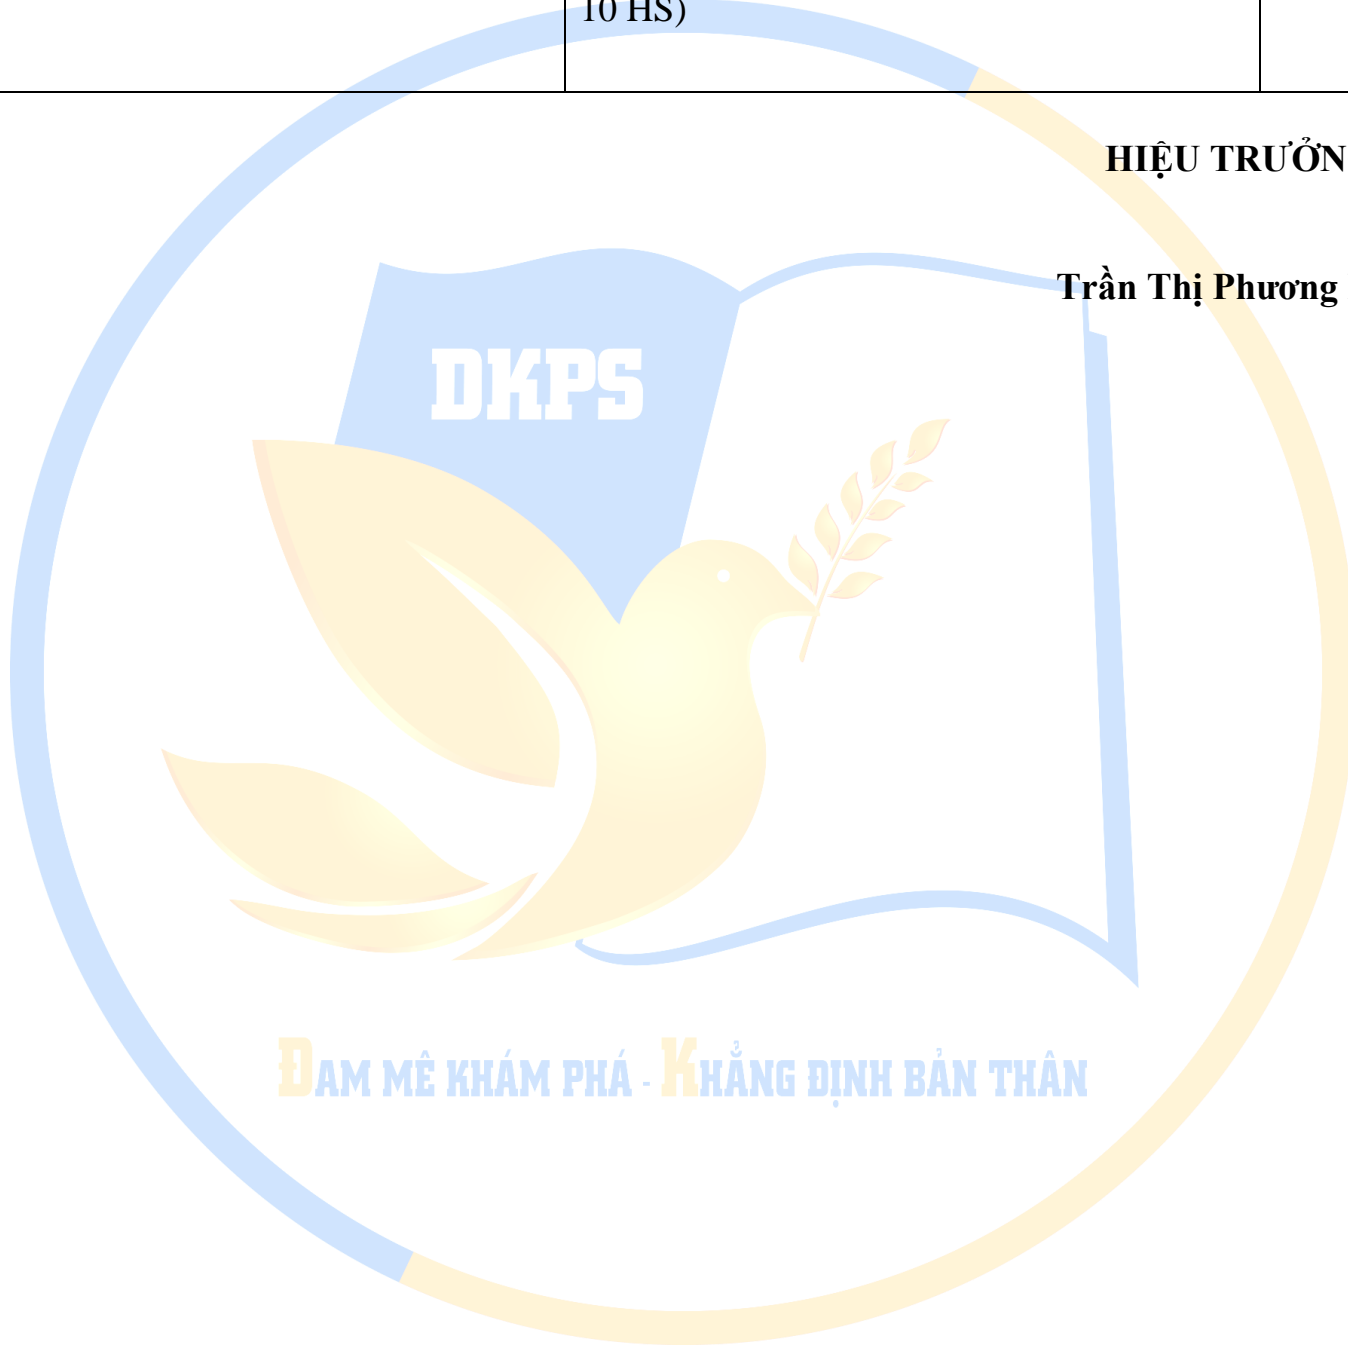 10 HS)
HIỆU TRƯỞN
Trần Thị Phương
DKPS
ĐAM MÊ KHÁM PHÁ - KHẲNG ĐỊNH BẢN THÂN